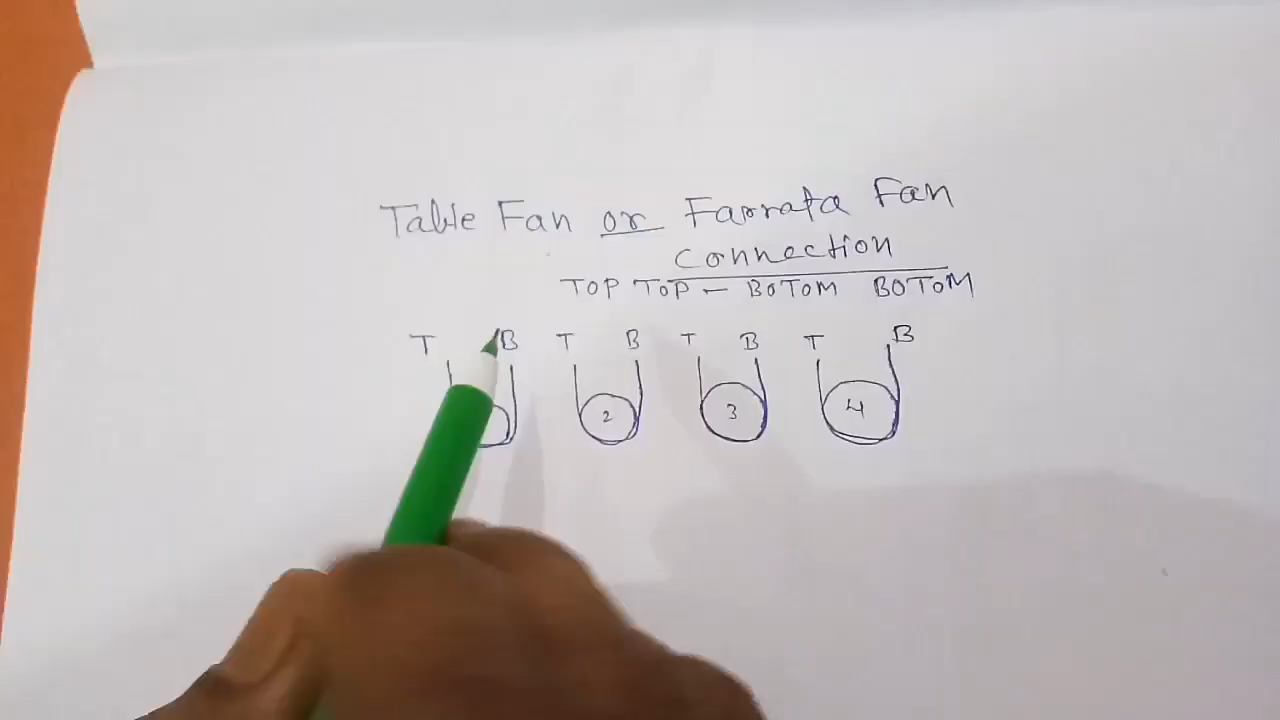 Table Fan or Farrata Fan
Connection
TOP TOP - BOTOM BOTOM
T B T B T B T B
2 3 4